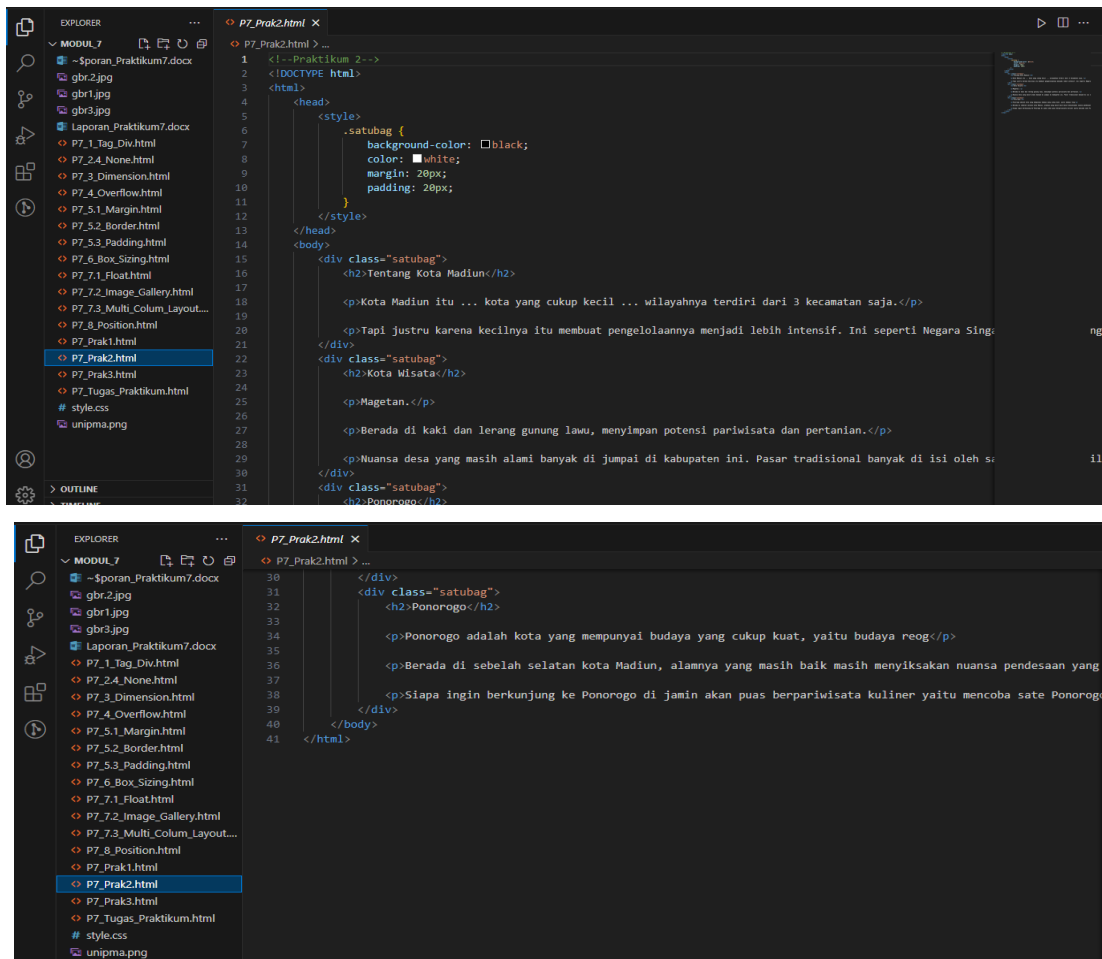 EXPLORER ...
P7_Prak2.html
MODUL_7
P7_Prak2.html > ...
~$poran_Praktikum7.docx
gbr.2.jpg
gbr1.jpg
gbr3.jpg
Laporan_Praktikum7.docx
P7_1_Tag_Div.html
P7_2.4_None.html
P7_3_Dimension.html
P7_4_Overflow.html
P7_5.1_Margin.html
P7_5.2_Border.html
P7_5.3_Padding.html
P7_6_Box_Sizing.html
P7_7.1_Float.html
P7_7.2_Image_Gallery.html
P7_7.3_Multi_Colum_Layout....
P7_8_Position.html
P7_Prak1.html
P7_Prak2.html
P7_Prak3.html
P7_Tugas_Praktikum.html
# style.css
unipma.png
> OUTLINE
1 <!--Praktikum 2-->
2 <!DOCTYPE html>
3 <html>
4 <head>
5 <style>
6 .satubag {
7 background-color: black;
8 color: white;
9 margin: 20px;
10 padding: 20px;
11 }
12 </style>
13 </head>
14 <body>
15 <div class="satubag">
16 <h2>Tentang Kota Madiun</h2>
17
18 <p>Kota Madiun itu ... kota yang cukup kecil ... wilayahnya terdiri dari 3 kecamatan saja.</p>
19
20 <p>Tapi justru karena kecilnya itu membuat pengelolaannya menjadi lebih intensif. Ini seperti Negara Singa ng
21 </div>
22 <div class="satubag">
23 <h2>Kota Wisata</h2>
24
25 <p>Magetan.</p>
26
27 <p>Berada di kaki dan lerang gunung lawu, menyimpan potensi pariwisata dan pertanian.</p>
28
29 <p>Nuansa desa yang masih alami banyak di jumpai di kabupaten ini. Pasar tradisional banyak di isi oleh sa il
30 </div>
31 <div class="satubag">
32 <h2>Ponorogo</h2>
EXPLORER ...
P7_Prak2.html
MODUL_7
P7_Prak2.html > ...
~$poran_Praktikum7.docx
gbr.2.jpg
gbr1.jpg
gbr3.jpg
Laporan_Praktikum7.docx
P7_1_Tag_Div.html
P7_2.4_None.html
P7_3_Dimension.html
P7_4_Overflow.html
P7_5.1_Margin.html
P7_5.2_Border.html
P7_5.3_Padding.html
P7_6_Box_Sizing.html
P7_7.1_Float.html
P7_7.2_Image_Gallery.html
P7_7.3_Multi_Colum_Layout....
P7_8_Position.html
P7_Prak1.html
P7_Prak2.html
P7_Prak3.html
P7_Tugas_Praktikum.html
# style.css
unipma.png
30 </div>
31 <div class="satubag">
32 <h2>Ponorogo</h2>
33
34 <p>Ponorogo adalah kota yang mempunyai budaya yang cukup kuat, yaitu budaya reog</p>
35
36 <p>Berada di sebelah selatan kota Madiun, alamnya yang masih baik masih menyiksakan nuansa pendesaan yang
37
38 <p>Siapa ingin berkunjung ke Ponorogo di jamin akan puas berpariwisata kuliner yaitu mencoba sate Ponorogo
39 </div>
40 </body>
41 </html>